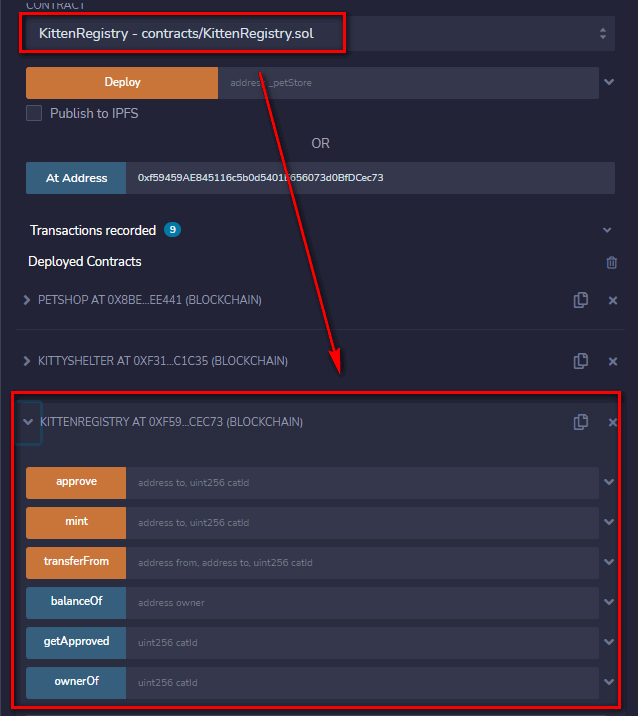 CONTRACT
KittenRegistry - contracts/KittenRegistry.sol
Deploy address _petStore
Publish to IPFS
OR
At Address
Transactions recorded 9
Deployed Contracts
PETSHOP AT 0X8BE...EE441 (BLOCKCHAIN)
KITTYSHELTER AT 0XF31...C1C35 (BLOCKCHAIN)
KITTENREGISTRY AT 0XF59...CEC73 (BLOCKCHAIN)
approve address to, uint256 catId
mint address to, uint256 catId
transferFrom address from, address to, uint256 catId
balanceOf address owner
getApproved uint256 catId
ownerOf uint256 catId